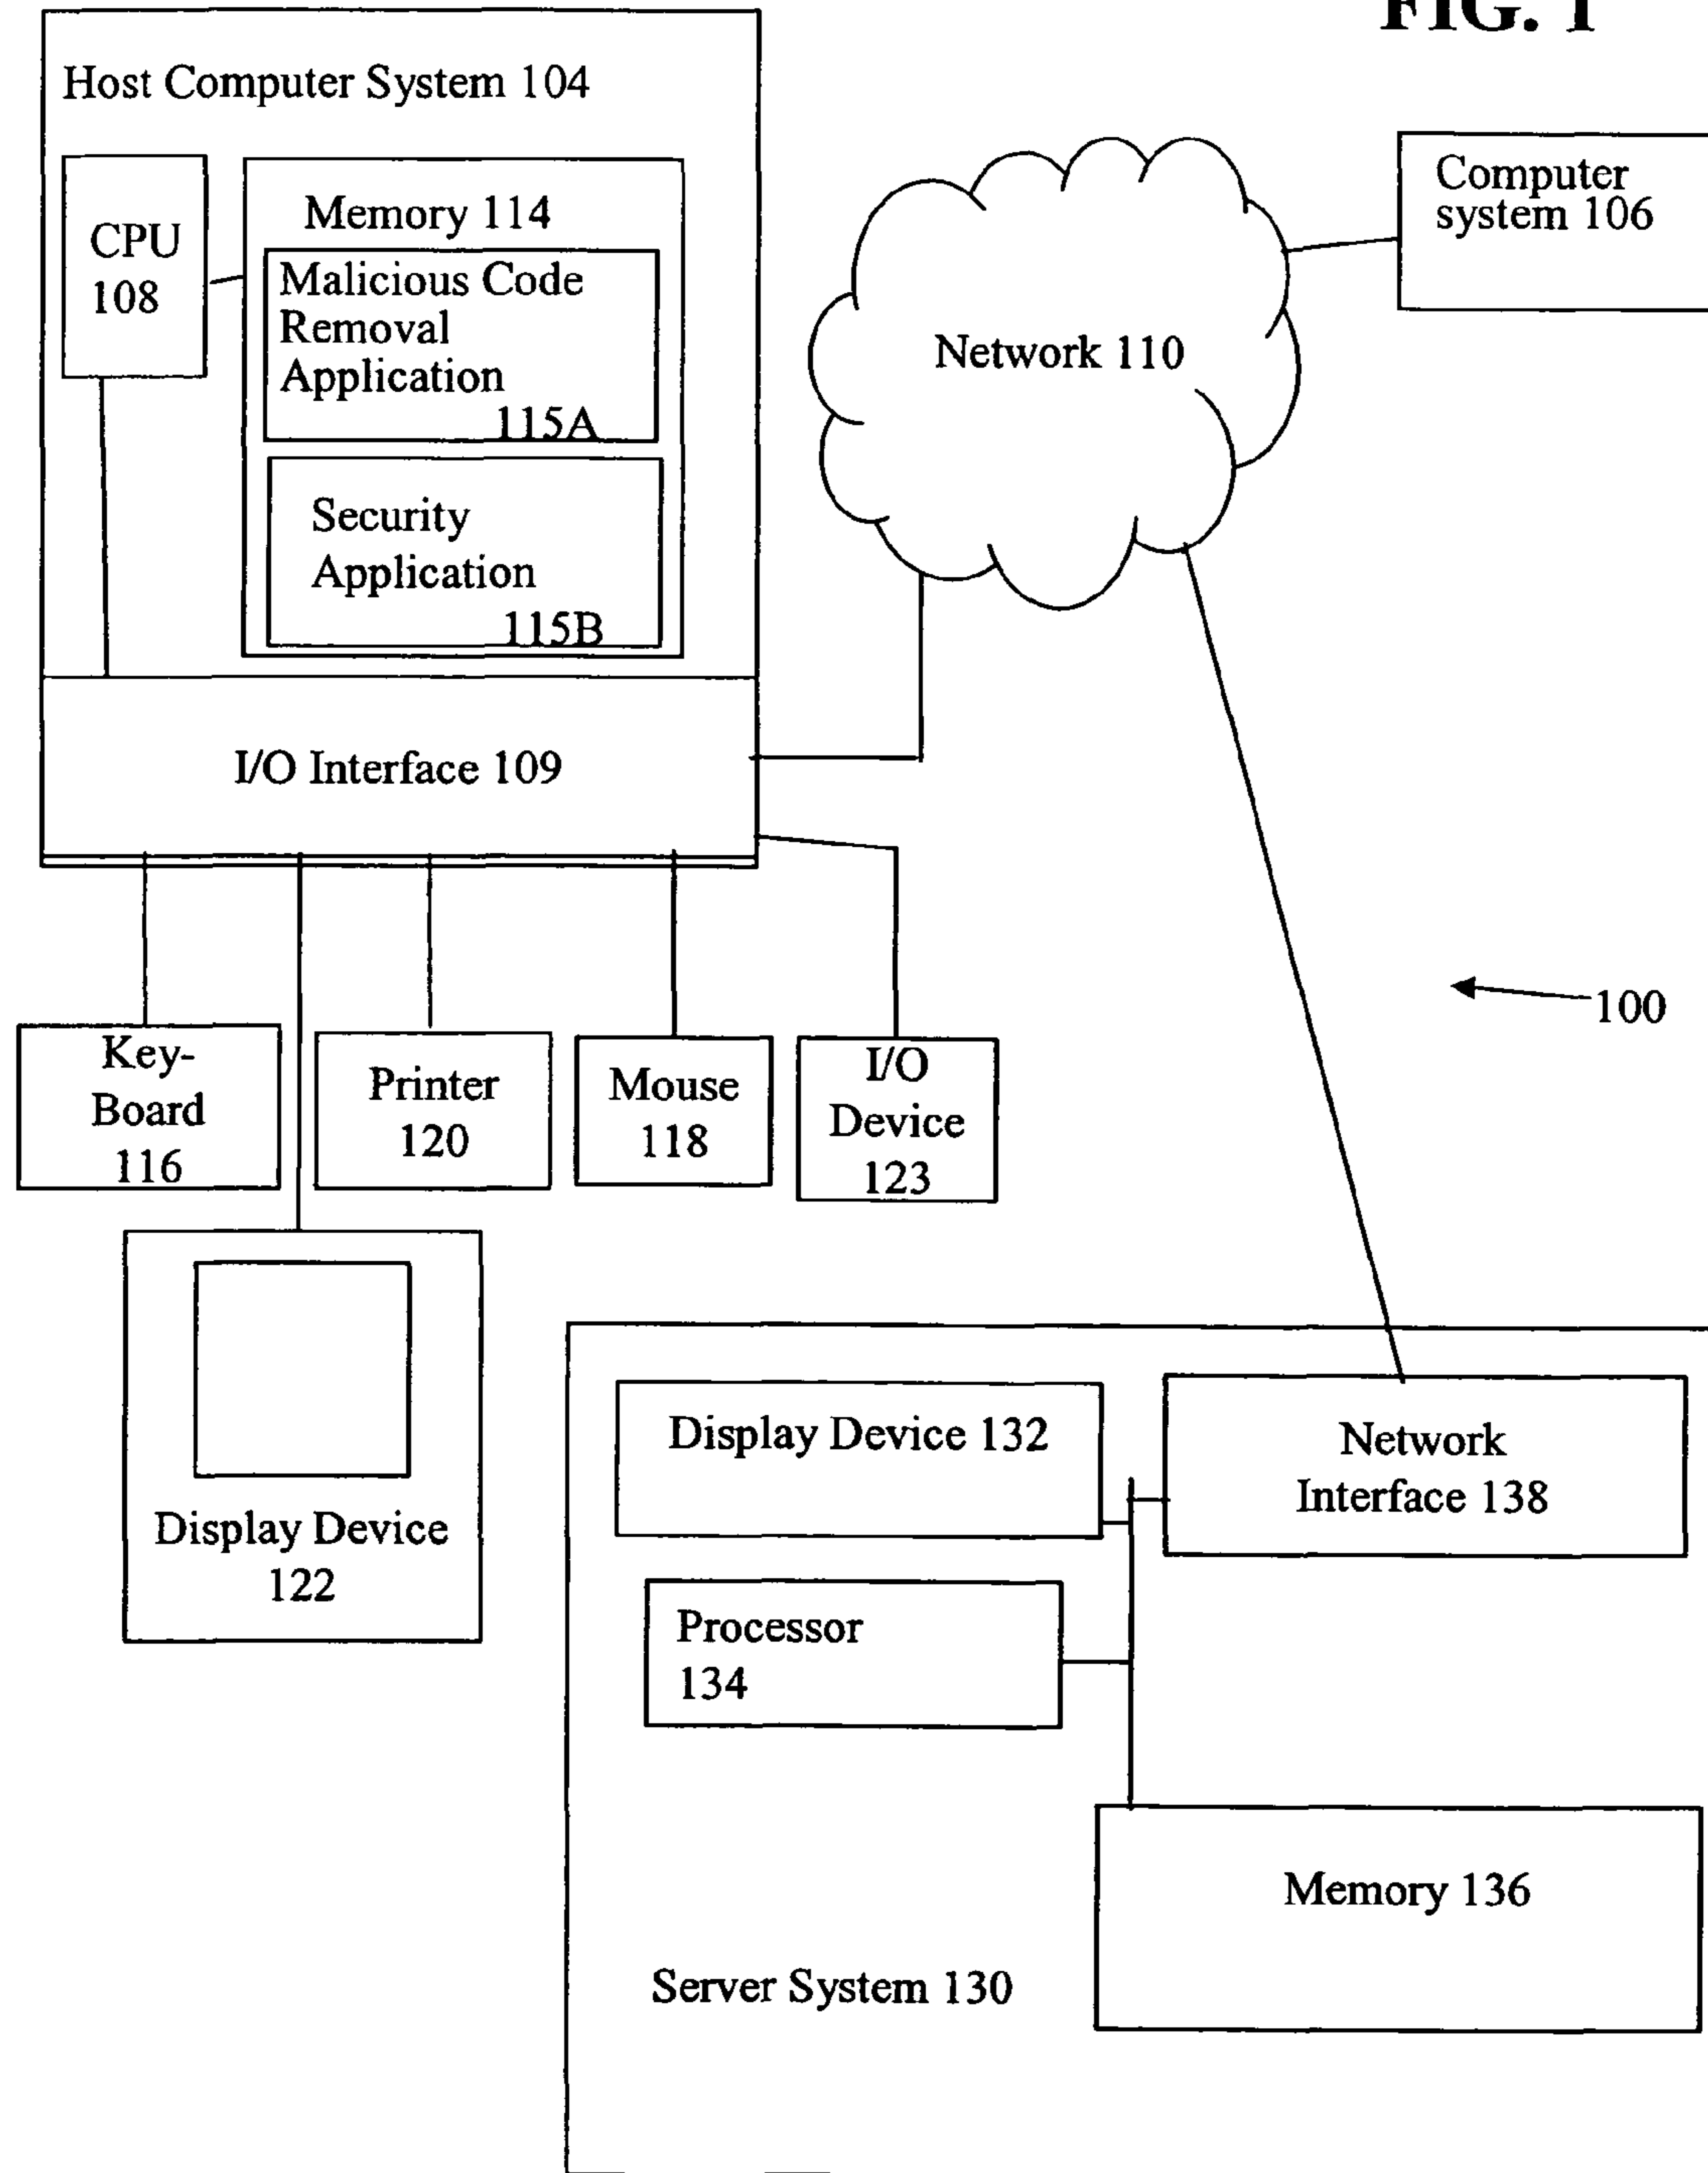 FIG. 1
Host Computer System 104
CPU
108
Memory 114
Malicious Code
Removal
Application
115A
Security
Application
115B
I/O Interface 109
Network 110
Computer
system 106
100
Key-
Board
116
Printer
120
Mouse
118
I/O
Device
123
Display Device
122
Display Device 132
Network
Interface 138
Processor
134
Memory 136
Server System 130